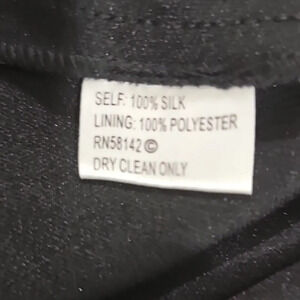 SELF: 100% SILK
LINING: 100% POLYESTER
RN58142 ©
DRY CLEAN ONLY